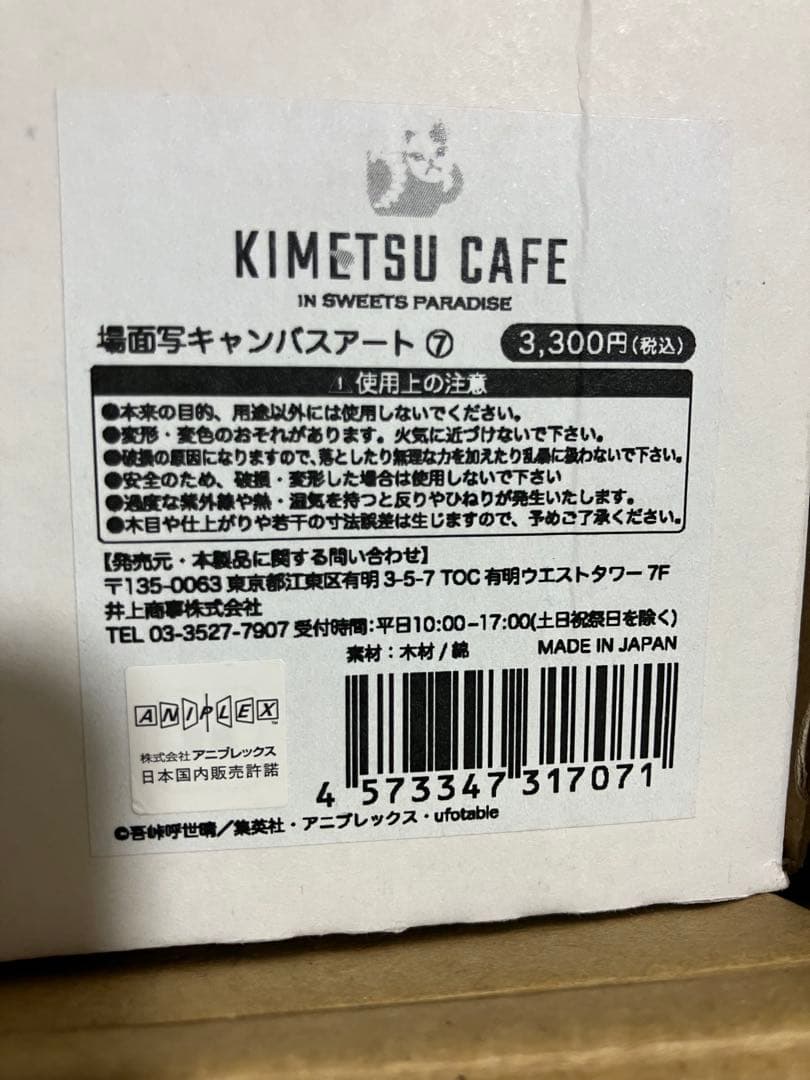 KIMETSU CAFE
IN SWEETS PARADISE
場面写キャンバスアート ⑦ 3,300円(税込)
⚠ 使用上の注意
●本来の目的、用途以外には使用しないでください。
●変形・変色のおそれがあります。火気に近づけないで下さい。
●破損の原因になりますので、落としたり無理な力を加えたり乱暴に扱わないで下さい。
●安全のため、破損・変形した場合は使用しないで下さい
●過度な紫外線や熱・湿気を持つと反りやひねりが発生いたします。
●木目や仕上がりや若干の寸法誤差は生じますので、予めご了承ください。
【発売元・本製品に関する問い合わせ】
〒135-0063 東京都江東区有明 3-5-7 TOC 有明ウエストタワー 7F
井上商事株式会社
TEL 03-3527-7907 受付時間:平日10:00-17:00(土日祝祭日を除く)
素材:木材/綿 MADE IN JAPAN
ANIPLEX™
株式会社アニプレックス
日本国内販売許諾
4 573347 317071
©吾峠呼世晴/集英社・アニプレックス・ufotable